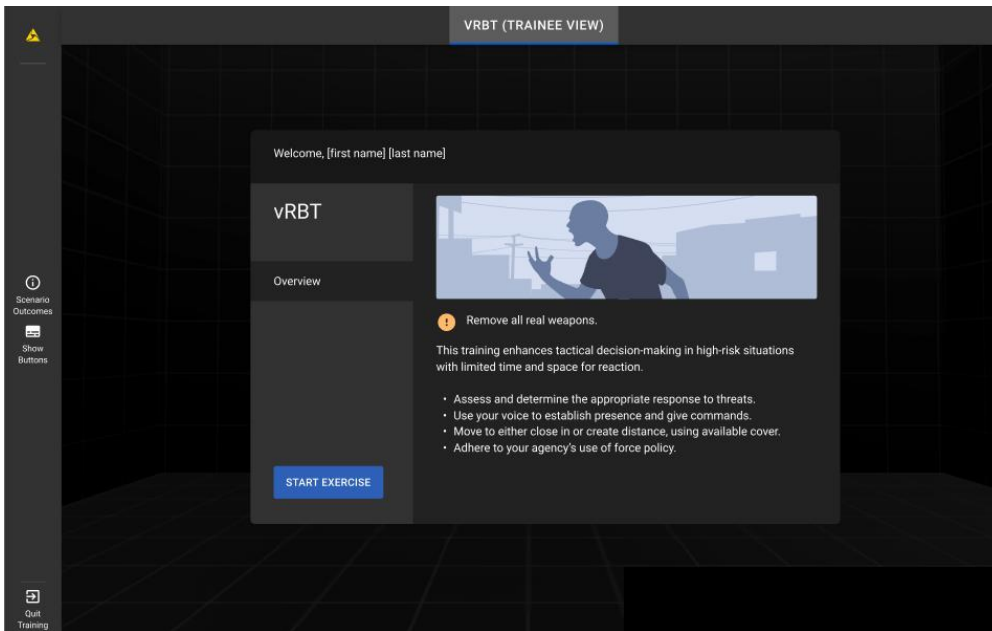 VRBT (TRAINEE VIEW)
Welcome, [first name] [last name]
vRBT
Overview
START EXERCISE
Remove all real weapons.
This training enhances tactical decision-making in high-risk situations
with limited time and space for reaction.
• Assess and determine the appropriate response to threats.
• Use your voice to establish presence and give commands.
• Move to either close in or create distance, using available cover.
• Adhere to your agency's use of force policy.
Scenario
Outcomes
Show
Buttons
Quit
Training